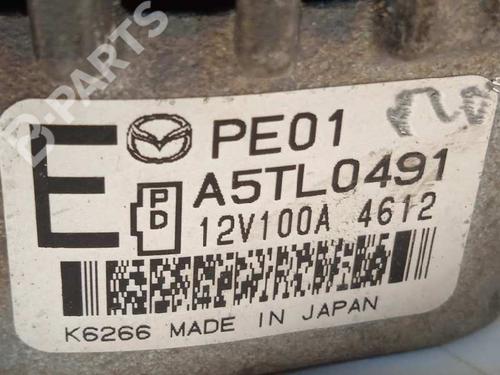 B-PARTS
E
PE01
P
D
A5TL0491
12V100A 4612
K6266 MADE IN JAPAN